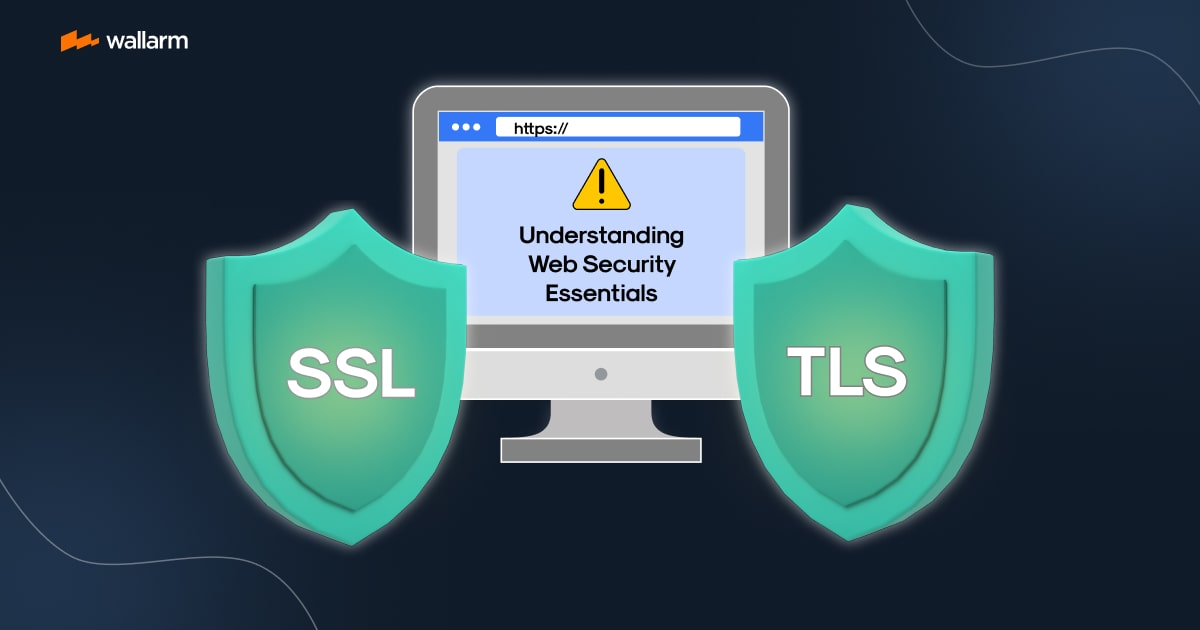 wallarm
https://
Understanding
Web Security
Essentials
SSL
TLS